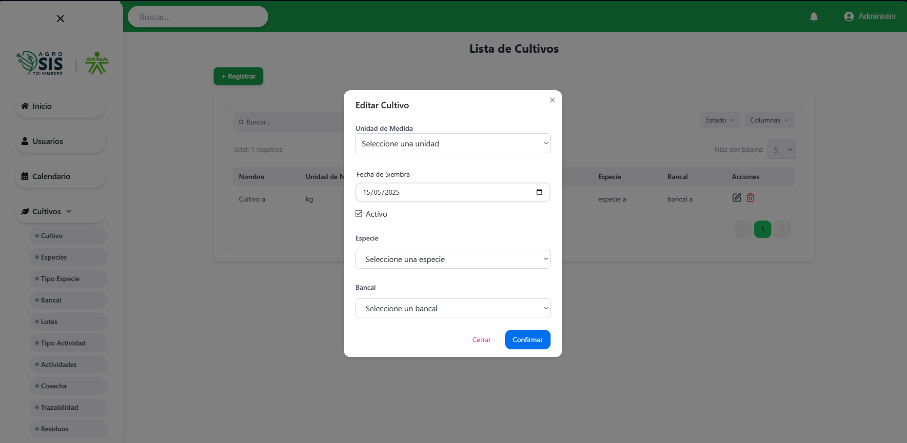 Buscar...
Administer
AGRO
SIS
TIC-YAMBORÓ
SENA
Lista de Cultivos
+ Registrar
Inicio
Usuarios
Calendario
Cultivos
Cultivo
Especies
Tipo Especie
Bancal
Lotes
Tipo Actividad
Actividades
Cosecha
Trazabilidad
Residuos
Buscar...
Estado
Columnas
Total: 1 registros
Filas por página: 5
Nombre
Unidad de M
Especie
Bancal
Acciones
Cultivo a
kg
especie a
bancal a
1
Editar Cultivo
Unidad de Medida
Seleccione una unidad
Fecha de Siembra
15/05/2025
Activo
Especie
Seleccione una especie
Bancal
Seleccione un bancal
Cerrar
Confirmar